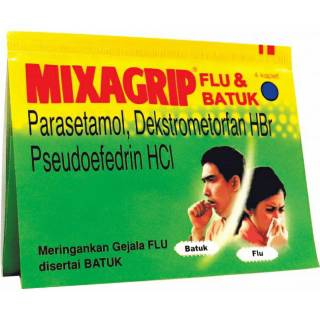 4 kaplet
MIXAGRIP® FLU &
BATUK
Parasetamol, Dekstrometorfan HBr
Pseudoefedrin HCl
Meringankan Gejala FLU
disertai BATUK
Batuk
Flu